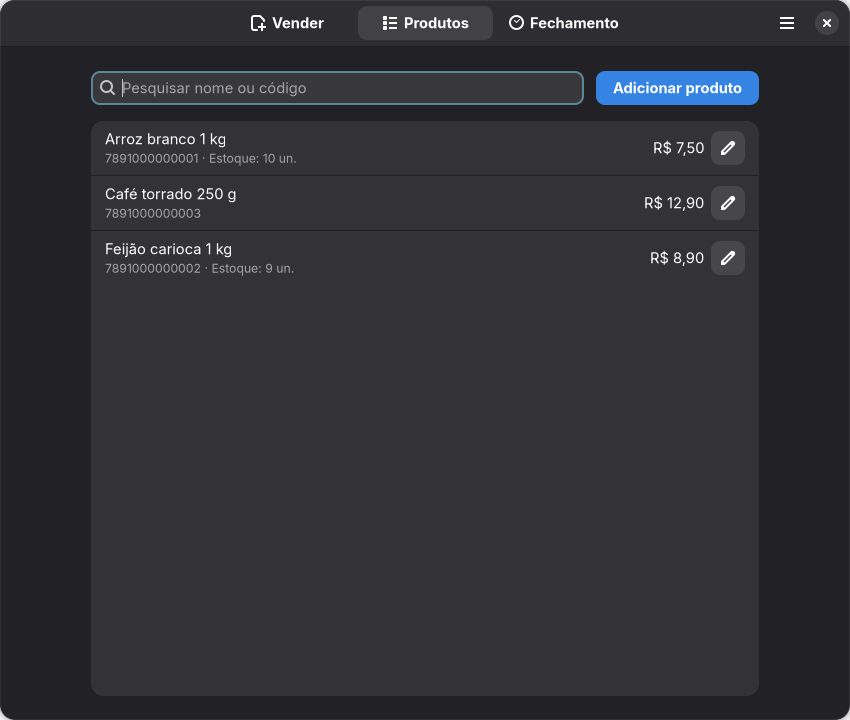 Vender
Produtos
Fechamento
Pesquisar nome ou código
Adicionar produto
Arroz branco 1 kg
R$ 7,50
7891000000001 · Estoque: 10 un.
Café torrado 250 g
R$ 12,90
7891000000003
Feijão carioca 1 kg
R$ 8,90
7891000000002 · Estoque: 9 un.